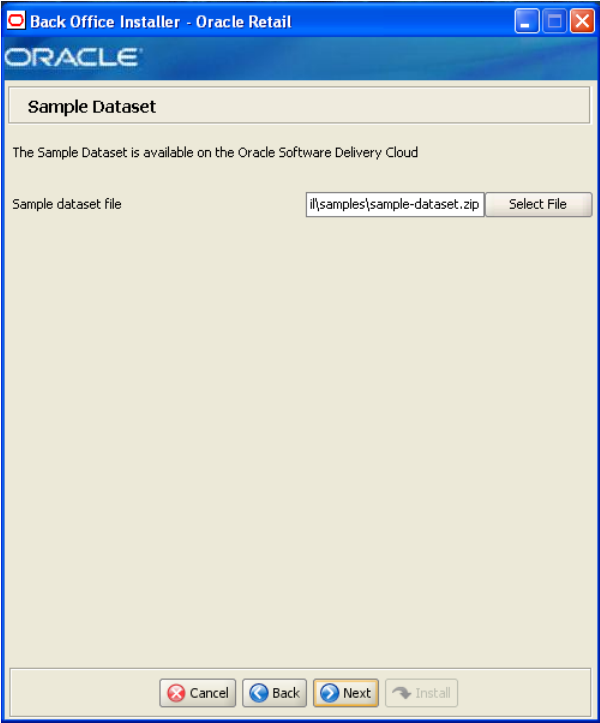 Back Office Installer - Oracle Retail
ORACLE
Sample Dataset
The Sample Dataset is available on the Oracle Software Delivery Cloud
Sample dataset file il\samples\sample-dataset.zip Select File
Cancel Back Next Install